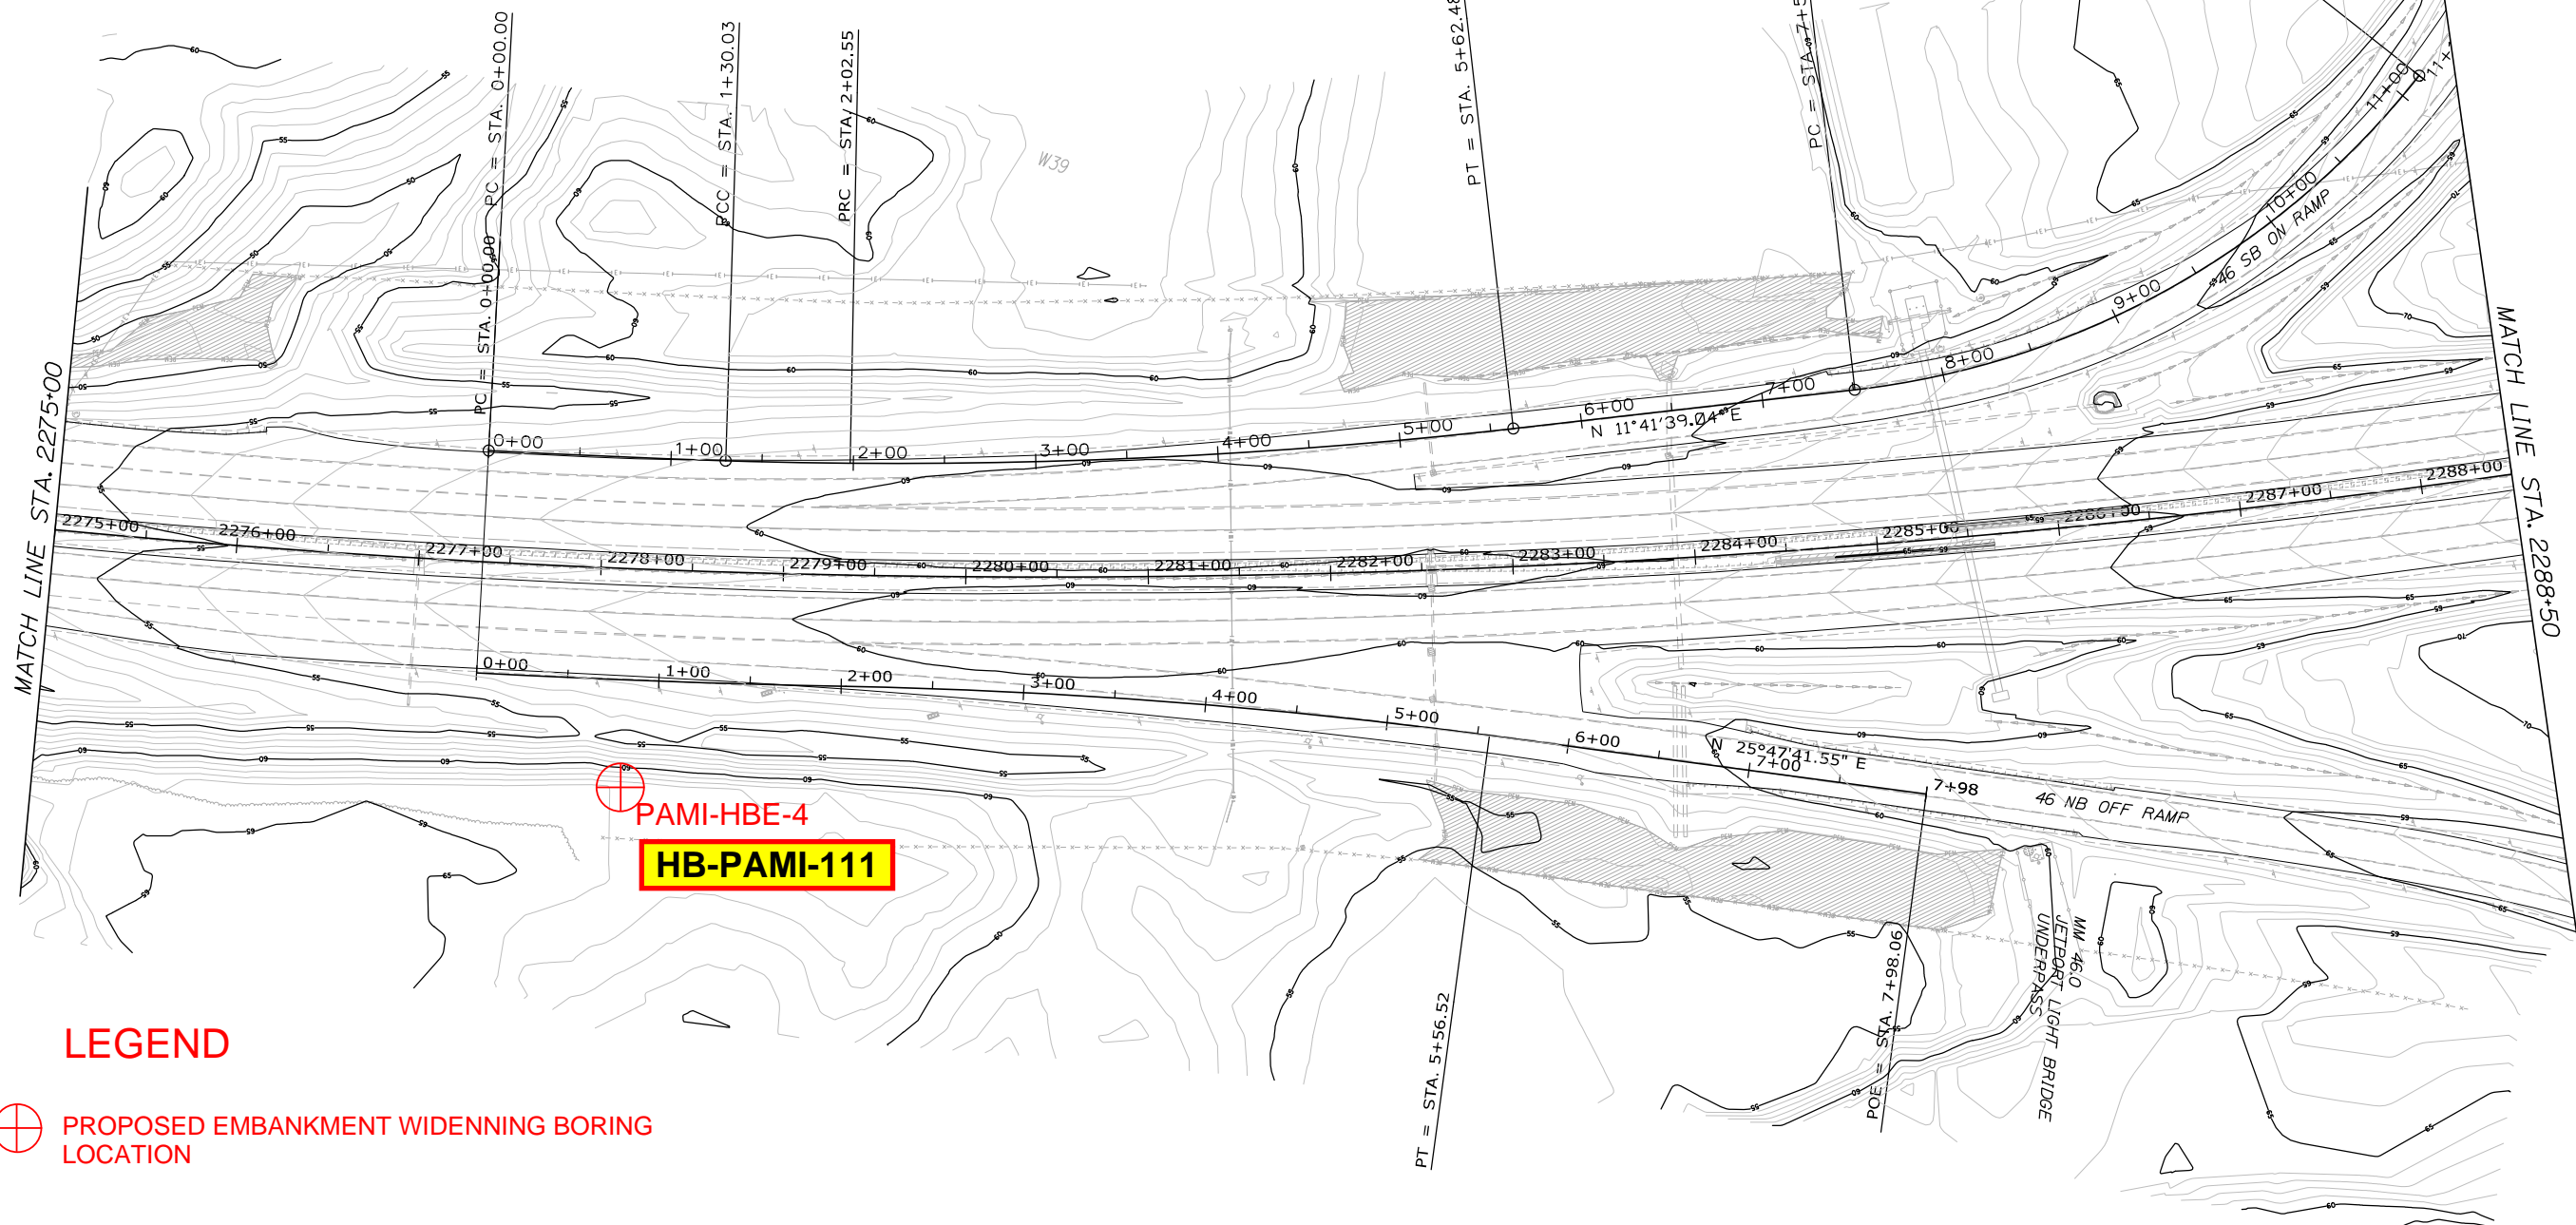 PC = STA. 0+00.00
PC = STA. 0+00.00
PCC = STA. 1+30.03
PRC = STA. 2+02.55
W39
PT = STA. 5+62.48
PC = STA. 7+5
11+00
10+00
46 SB ON RAMP
9+00
8+00
7+00
6+00
N 11°41'39.04" E
5+00
4+00
3+00
2+00
1+00
0+00
MATCH LINE STA. 2275+00
MATCH LINE STA. 2288+50
2275+00
2276+00
2277+00
2278+00
2279+00
2280+00
2281+00
2282+00
2283+00
2284+00
2285+00
2286+00
2287+00
2288+00
0+00
1+00
2+00
3+00
4+00
5+00
6+00
N 25°47'41.55" E
7+00
7+98
46 NB OFF RAMP
PAMI-HBE-4
HB-PAMI-111
PT = STA. 5+56.52
POE = STA. 7+98.06
MM 46.0
JETPORT LIGHT BRIDGE
UNDERPASS
LEGEND
PROPOSED EMBANKMENT WIDENNING BORING
LOCATION